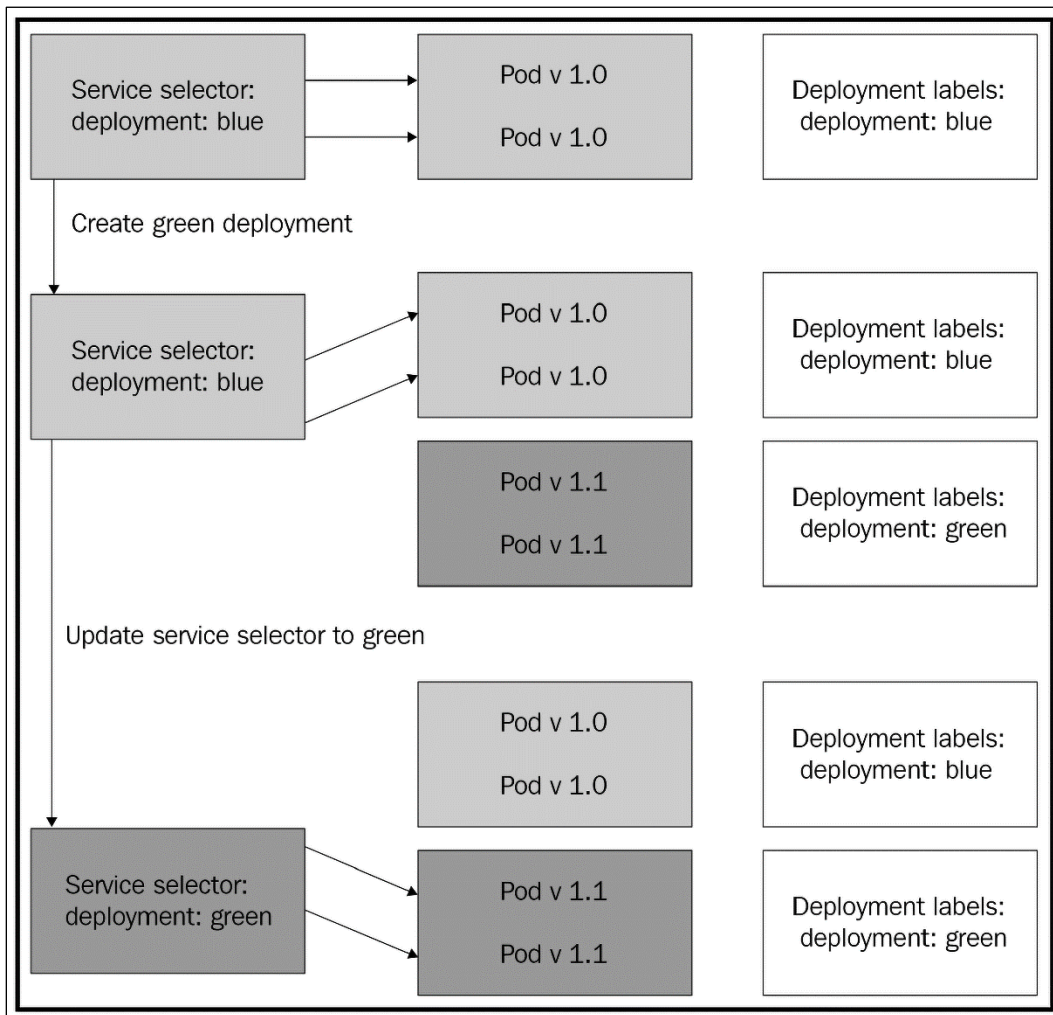 Service selector:
deployment: blue
Pod v 1.0
Pod v 1.0
Deployment labels:
deployment: blue
Create green deployment
Service selector:
deployment: blue
Pod v 1.0
Pod v 1.0
Deployment labels:
deployment: blue
Pod v 1.1
Pod v 1.1
Deployment labels:
deployment: green
Update service selector to green
Pod v 1.0
Pod v 1.0
Deployment labels:
deployment: blue
Service selector:
deployment: green
Pod v 1.1
Pod v 1.1
Deployment labels:
deployment: green